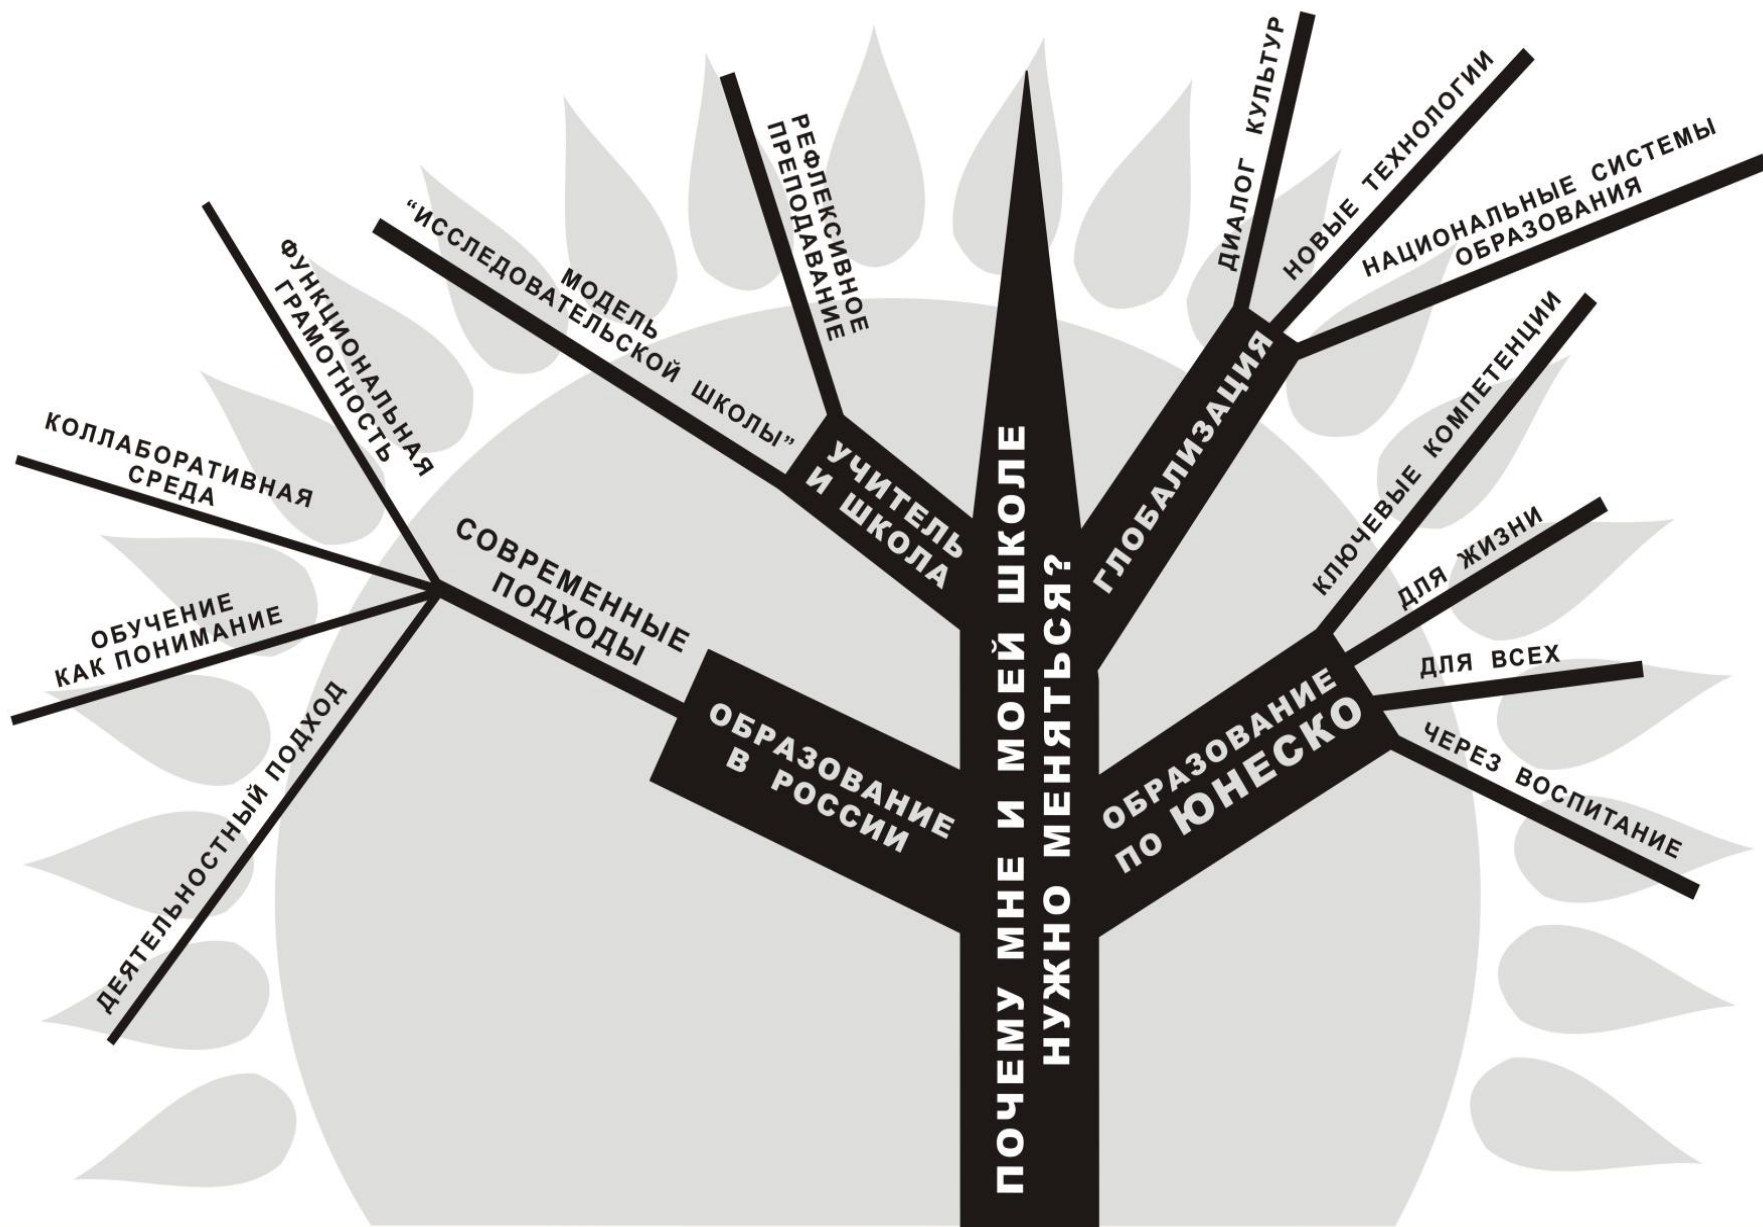 ПОЧЕМУ МНЕ И МОЕЙ ШКОЛЕ
НУЖНО МЕНЯТЬСЯ?
ОБРАЗОВАНИЕ
В РОССИИ
СОВРЕМЕННЫЕ
ПОДХОДЫ
ДЕЯТЕЛЬНОСТНЫЙ ПОДХОД
ОБУЧЕНИЕ
КАК ПОНИМАНИЕ
КОЛЛАБОРАТИВНАЯ
СРЕДА
ФУНКЦИОНАЛЬНАЯ
ГРАМОТНОСТЬ
УЧИТЕЛЬ
И ШКОЛА
МОДЕЛЬ
“ИССЛЕДОВАТЕЛЬСКОЙ ШКОЛЫ”
РЕФЛЕКСИВНОЕ
ПРЕПОДАВАНИЕ
ГЛОБАЛИЗАЦИЯ
ДИАЛОГ КУЛЬТУР
НОВЫЕ ТЕХНОЛОГИИ
НАЦИОНАЛЬНЫЕ СИСТЕМЫ
ОБРАЗОВАНИЯ
ОБРАЗОВАНИЕ
ПО ЮНЕСКО
КЛЮЧЕВЫЕ КОМПЕТЕНЦИИ
ДЛЯ ЖИЗНИ
ДЛЯ ВСЕХ
ЧЕРЕЗ ВОСПИТАНИЕ